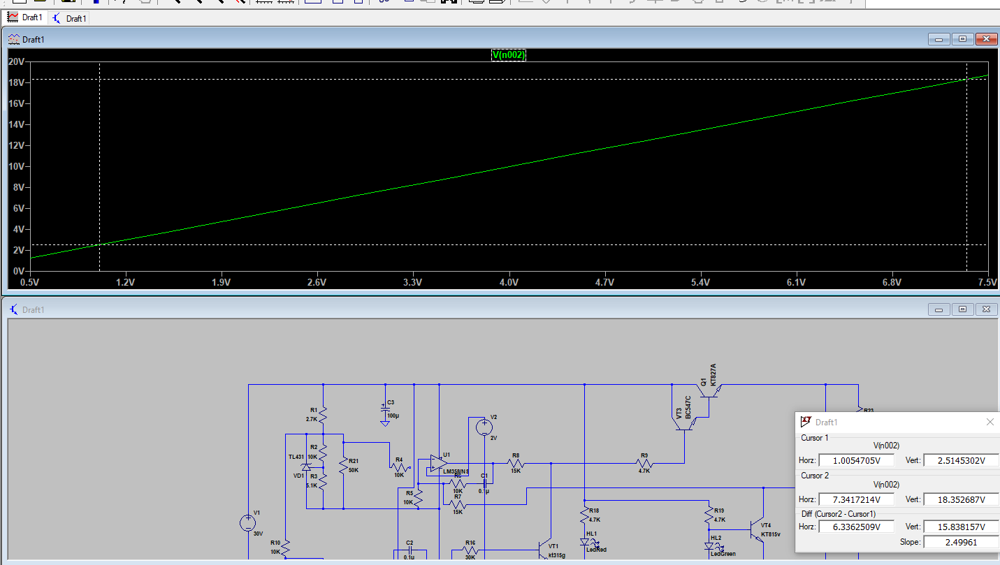 Draft1 Draft1
Draft1
V(n002)
20V
18V
16V
14V
12V
10V
8V
6V
4V
2V
0V
0.5V 1.2V 1.9V 2.6V 3.3V 4.0V 4.7V 5.4V 6.1V 6.8V 7.5V
Draft1
Q1
KT827A
VT3
BC547C
R1
2.7K
C3
100µ
R23
V2
2V
R2
10K
TL431
VD1
R3
5.1K
R21
50K
R4
10K
U1
LM358/NS
R6
10K
C1
0.1µ
R5
10K
R7
15K
R8
15K
R9
4.7K
V1
30V
R10
10K
C2
0.1µ
R16
30K
VT1
kt315g
R18
4.7K
HL1
LedRed
R19
4.7K
HL2
LedGreen
VT4
KT815v
Draft1
Cursor 1
V(n002)
Horz: 1.0054705V Vert: 2.5145302V
Cursor 2
V(n002)
Horz: 7.3417214V Vert: 18.352687V
Diff (Cursor2 - Cursor1)
Horz: 6.3362509V Vert: 15.838157V
Slope: 2.49961